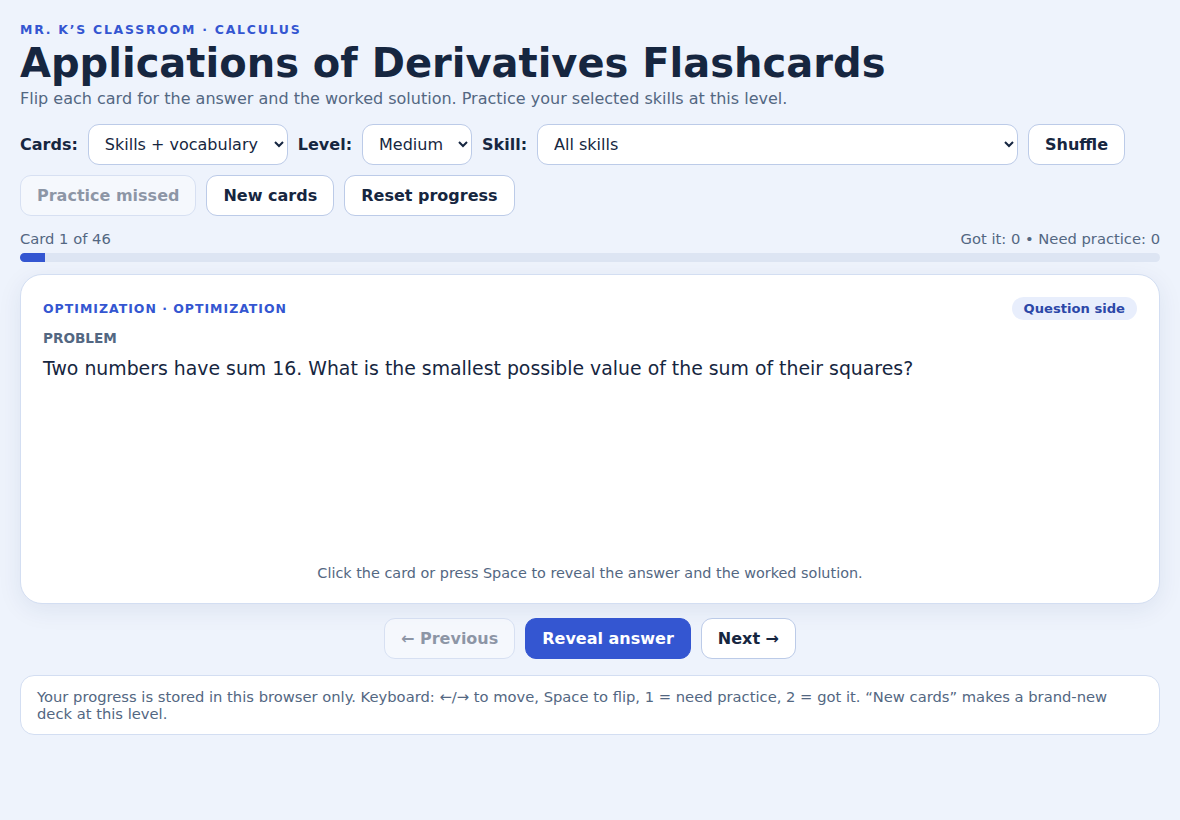 MR. K’S CLASSROOM · CALCULUS
Applications of Derivatives Flashcards
Flip each card for the answer and the worked solution. Practice your selected skills at this level.
Cards: Skills + vocabulary Level: Medium Skill: All skills Shuffle
Practice missed New cards Reset progress
Card 1 of 46 Got it: 0 • Need practice: 0
OPTIMIZATION · OPTIMIZATION Question side
PROBLEM
Two numbers have sum 16. What is the smallest possible value of the sum of their squares?
Click the card or press Space to reveal the answer and the worked solution.
← Previous Reveal answer Next →
Your progress is stored in this browser only. Keyboard: ←/→ to move, Space to flip, 1 = need practice, 2 = got it. “New cards” makes a brand-new
deck at this level.